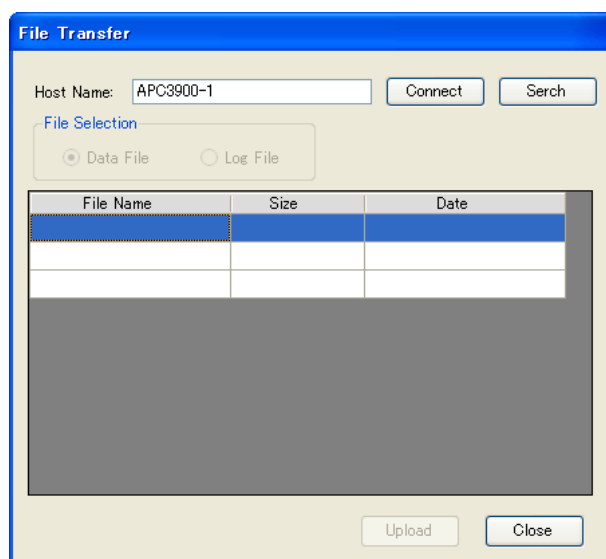 File Transfer
Host Name: APC3900-1 Connect Serch
File Selection
Data File Log File
File Name Size Date
Upload Close